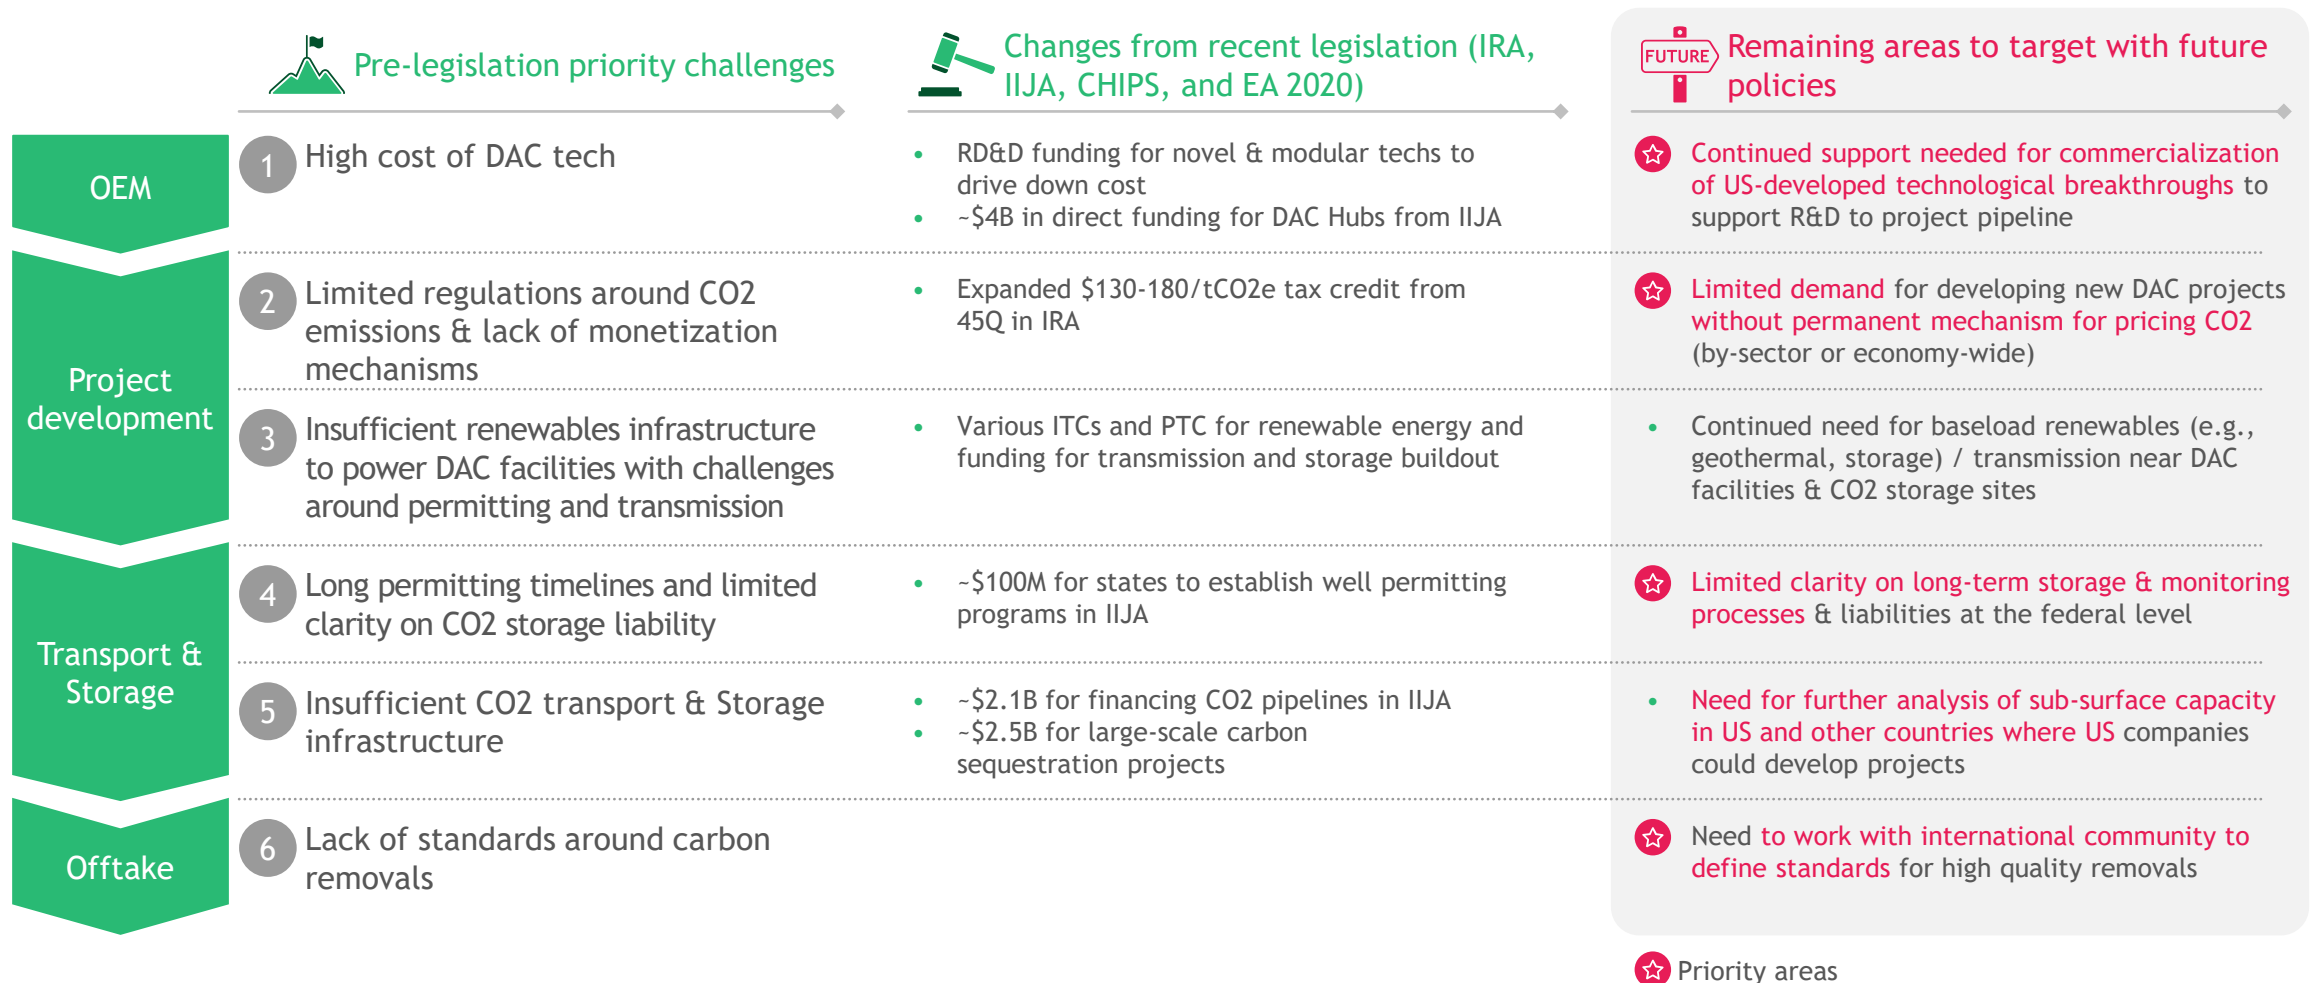 Pre-legislation priority challenges
Changes from recent legislation (IRA,
IIJA, CHIPS, and EA 2020)
FUTURE
Remaining areas to target with future
policies
OEM
1
High cost of DAC tech
• RD&D funding for novel & modular techs to
drive down cost
• ~$4B in direct funding for DAC Hubs from IIJA
Continued support needed for commercialization
of US-developed technological breakthroughs to
support R&D to project pipeline
Project
development
2
Limited regulations around CO2
emissions & lack of monetization
mechanisms
• Expanded $130-180/tCO2e tax credit from
45Q in IRA
Limited demand for developing new DAC projects
without permanent mechanism for pricing CO2
(by-sector or economy-wide)
3
Insufficient renewables infrastructure
to power DAC facilities with challenges
around permitting and transmission
• Various ITCs and PTC for renewable energy and
funding for transmission and storage buildout
• Continued need for baseload renewables (e.g.,
geothermal, storage) / transmission near DAC
facilities & CO2 storage sites
Transport &
Storage
4
Long permitting timelines and limited
clarity on CO2 storage liability
• ~$100M for states to establish well permitting
programs in IIJA
Limited clarity on long-term storage & monitoring
processes & liabilities at the federal level
5
Insufficient CO2 transport & Storage
infrastructure
• ~$2.1B for financing CO2 pipelines in IIJA
• ~$2.5B for large-scale carbon
sequestration projects
• Need for further analysis of sub-surface capacity
in US and other countries where US companies
could develop projects
Offtake
6
Lack of standards around carbon
removals
Need to work with international community to
define standards for high quality removals
Priority areas